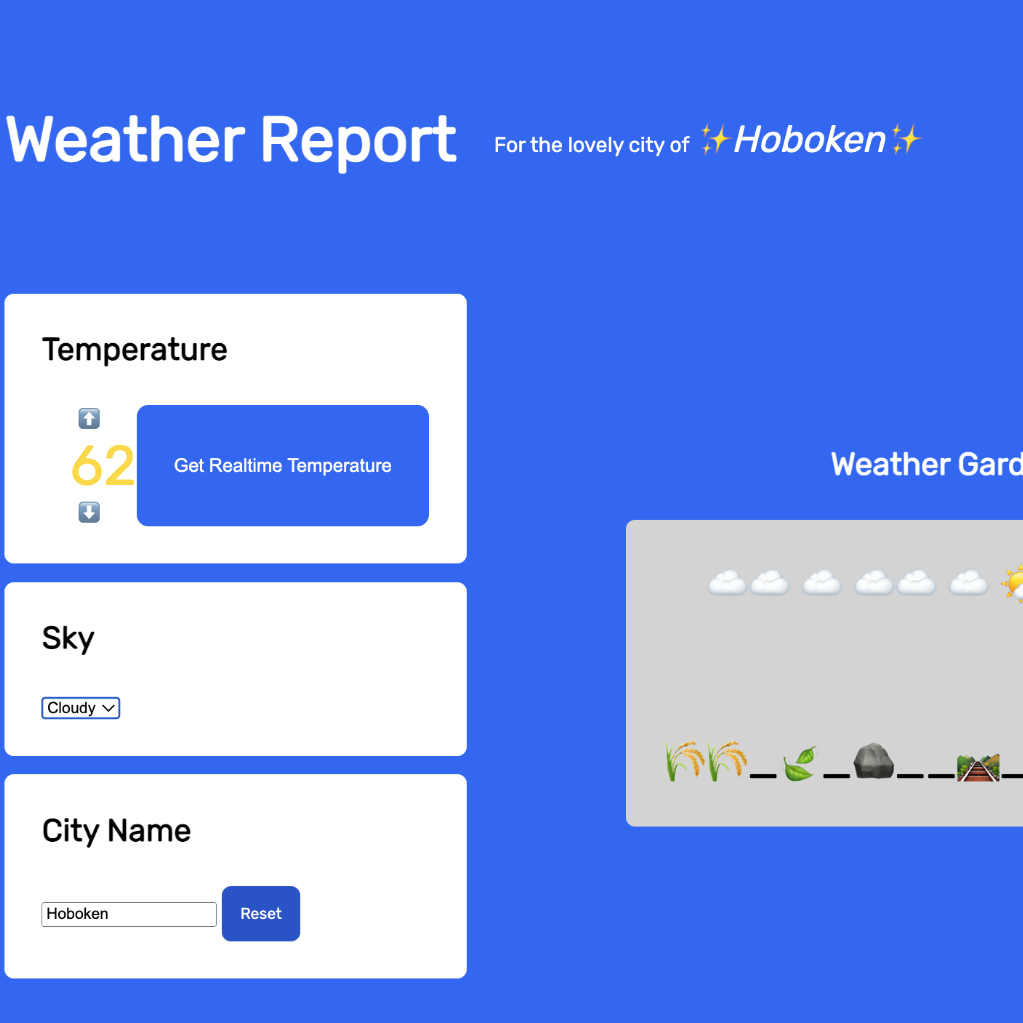 Weather Report
For the lovely city of ✨Hoboken✨
Temperature
62
Get Realtime Temperature
Weather Gard
Sky
Cloudy
City Name
Hoboken
Reset